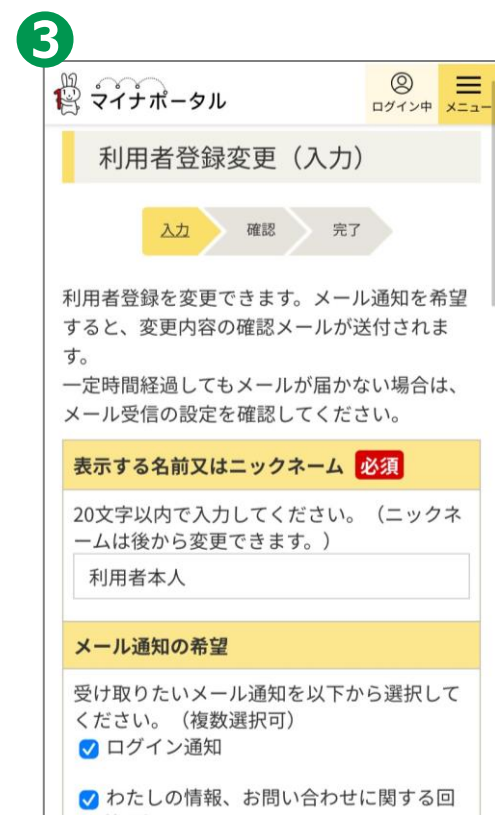 3
マイナポータル
ログイン中
メニュー
利用者登録変更（入力）
入力 確認 完了
利用者登録を変更できます。メール通知を希望
すると、変更内容の確認メールが送付されま
す。
一定時間経過してもメールが届かない場合は、
メール受信の設定を確認してください。
表示する名前又はニックネーム 必須
20文字以内で入力してください。（ニックネ
ームは後から変更できます。）
利用者本人
メール通知の希望
受け取りたいメール通知を以下から選択して
ください。（複数選択可）
ログイン通知
わたしの情報、お問い合わせに関する回